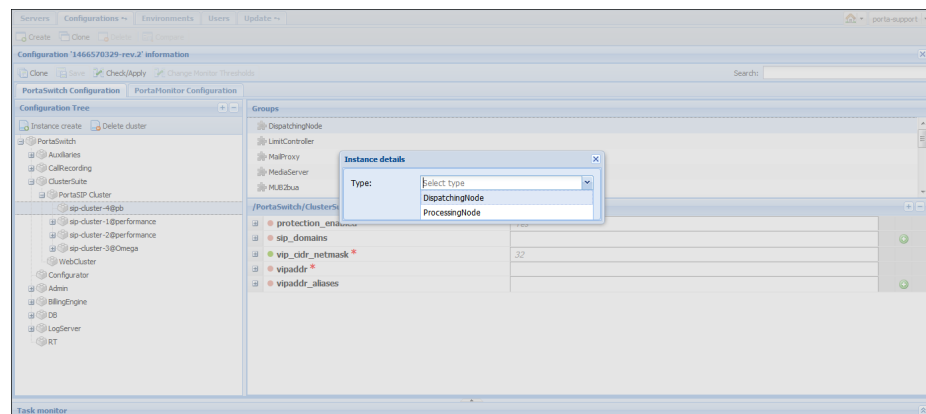 Servers Configurations Environments Users Update porta-support
Create Clone Details Compare
Configuration '1466570329-rev.2' information
Clone Save Check/Apply Change Monitor Thresholds Search:
PortaSwitch Configuration PortaMonitor Configuration
Configuration Tree Groups
Instance create Delete cluster
DispatchingNode
PortaSwitch
LimitController
Auxiliaries
MailProxy
CallRecording
MediaServer
ClusterSuite
MUB2bua
PortaSIP Cluster
sip-cluster-4@pb
sip-cluster-1@performance
sip-cluster-2@performance
sip-cluster-3@Omega
WebCluster
Configurator
Admin
BillingEngine
DB
LogServer
RT
Instance details
Type: Select type
DispatchingNode
ProcessingNode
/PortaSwitch/ClusterSu
protection_enabled
sip_domains
vip_cidr_netmask * 32
vipaddr *
vipaddr_aliases
Task monitor